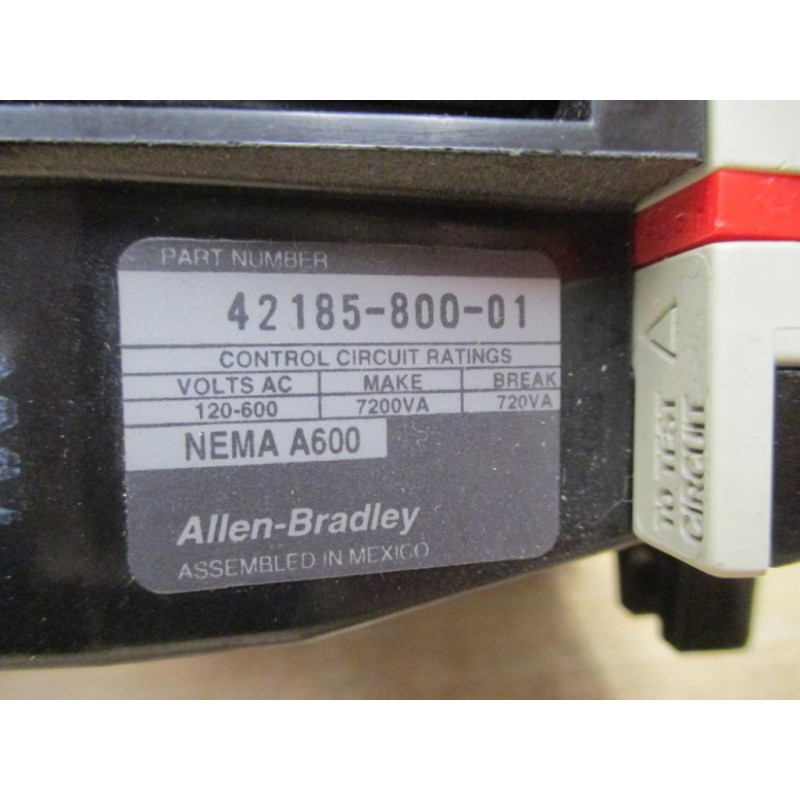 PART NUMBER
42185-800-01
CONTROL CIRCUIT RATINGS
VOLTS AC MAKE BREAK
120-600 7200VA 720VA
NEMA A600
Allen-Bradley
ASSEMBLED IN MEXICO
TO TEST
CIRCUIT